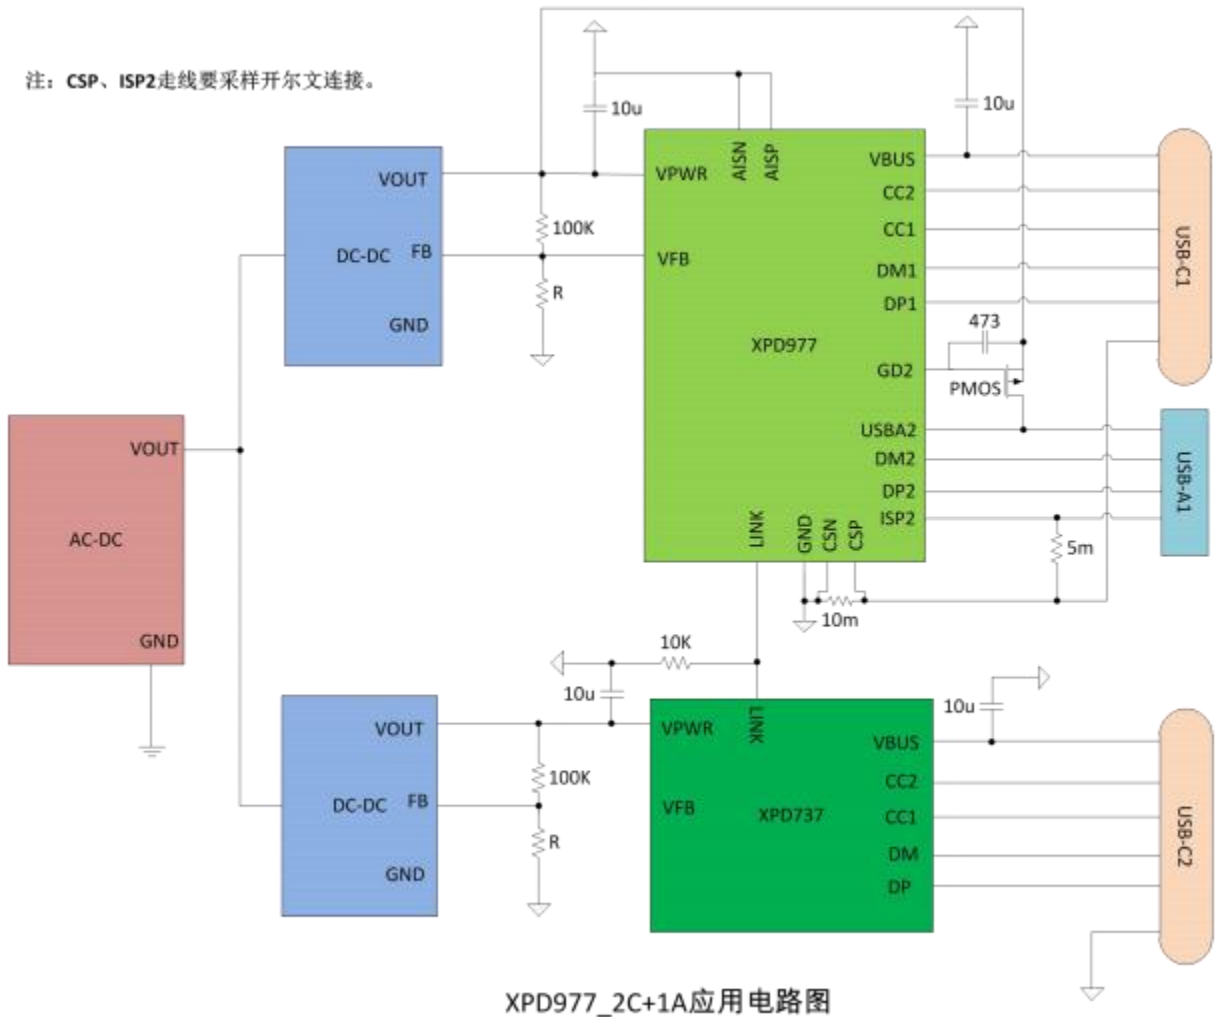 注：CSP、ISP2走线要采样开尔文连接。
10u
10u
AISN
AISP
VOUT
VPWR
VBUS
CC2
100K
CC1
DC-DC
FB
VFB
USB-C1
DM1
R
DP1
GND
473
XPD977
GD2
PMOS
VOUT
USBA2
DM2
USB-A1
DP2
ISP2
LINK
GND
CSN
CSP
AC-DC
5m
10m
GND
10K
10u
10u
VOUT
VPWR
LINK
VBUS
100K
CC2
DC-DC
FB
VFB
XPD737
CC1
USB-C2
R
DM
GND
DP
XPD977_2C+1A应用电路图